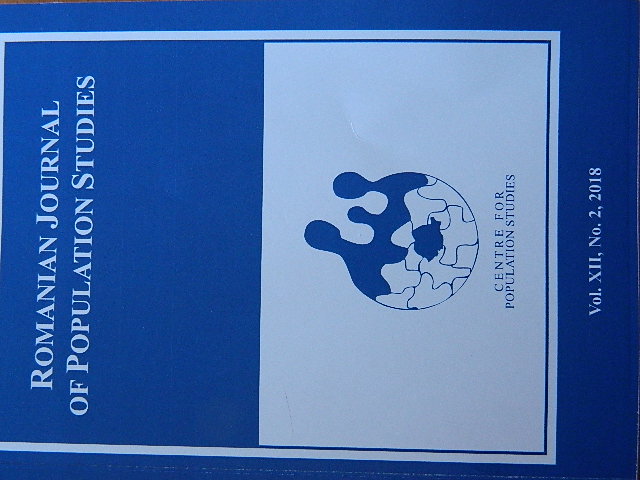 ROMANIAN JOURNAL
OF POPULATION STUDIES
CENTRE FOR
POPULATION STUDIES
Vol. XII, No. 2, 2018